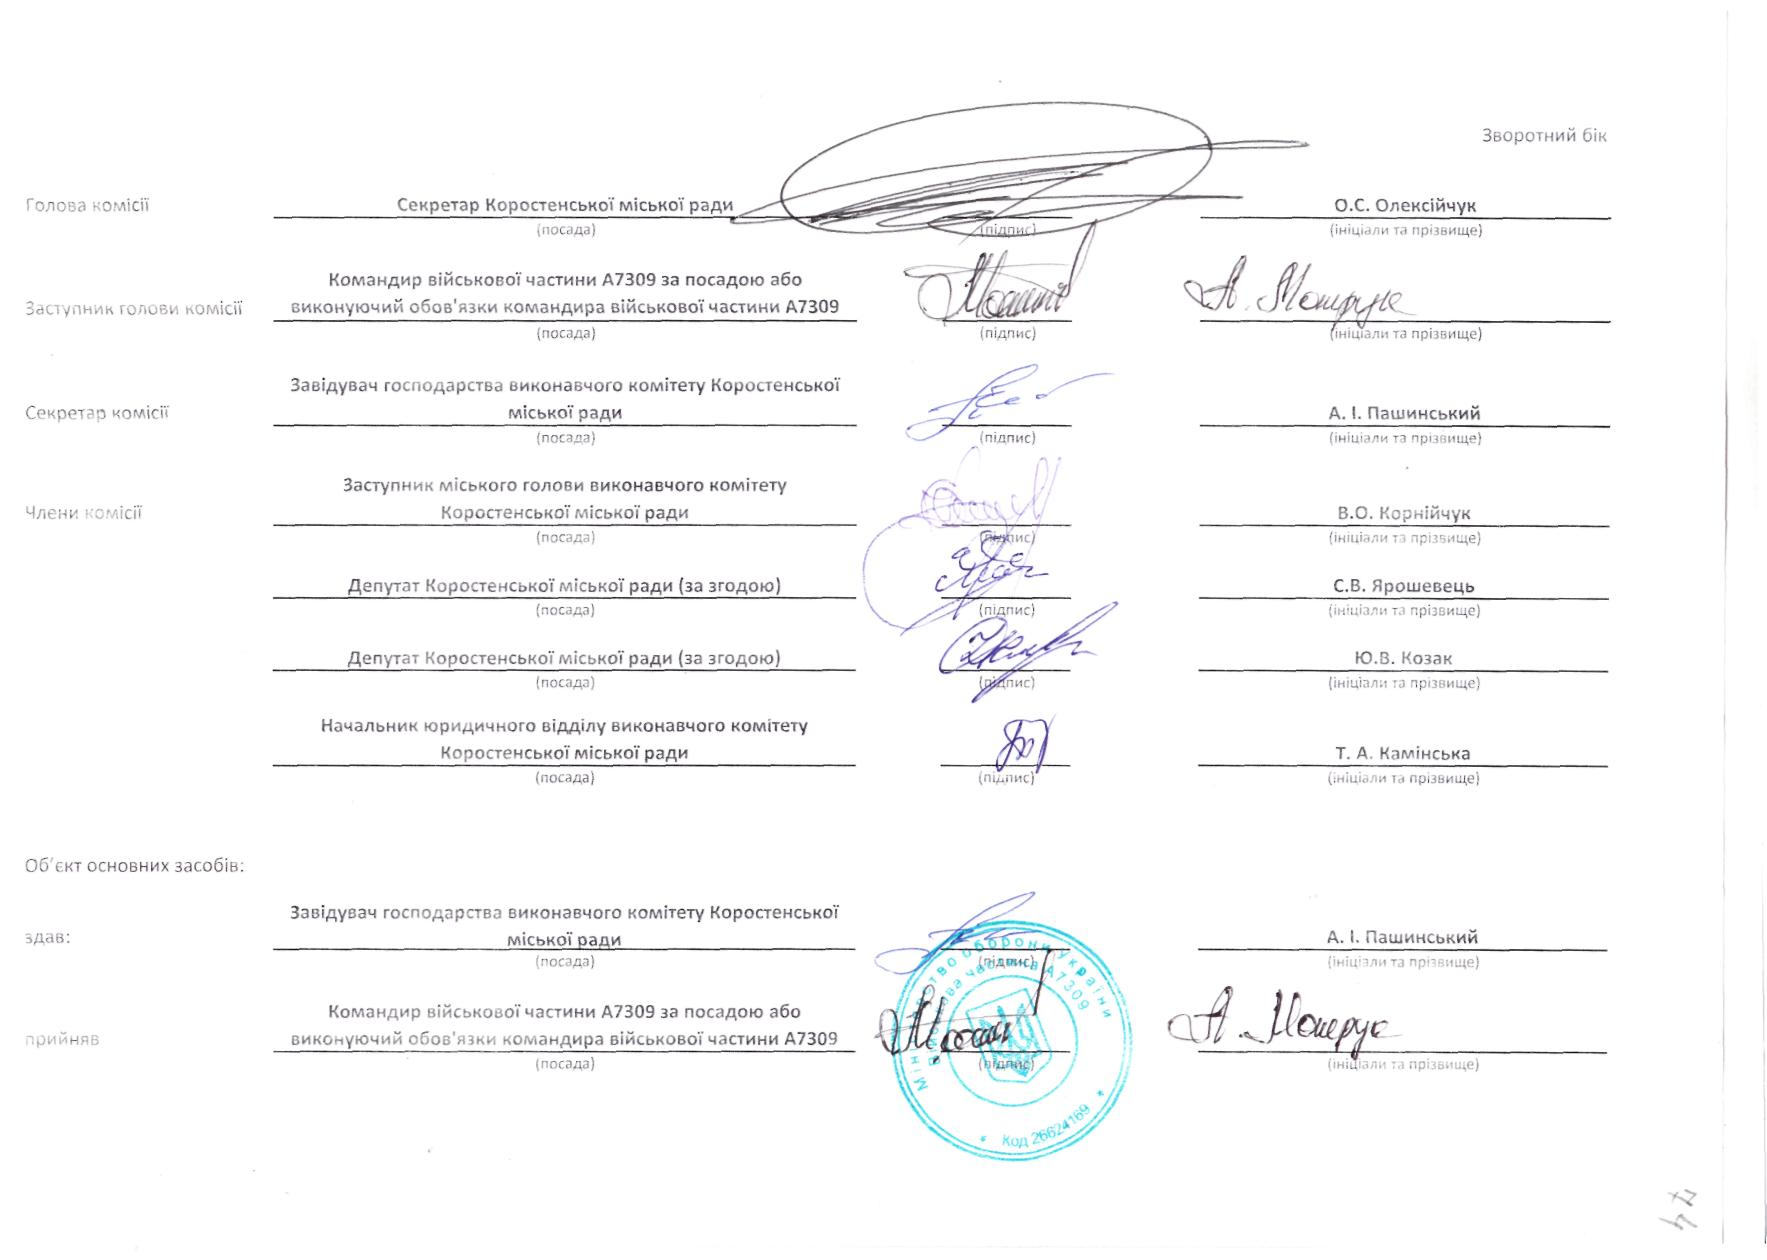 Зворотний бік
Голова комісії Секретар Коростенської міської ради О.С. Олексійчук
(посада) (підпис) (ініціали та прізвище)
Командир військової частини А7309 за посадою або
Заступник голови комісії виконуючий обов'язки командира військової частини А7309 А.
(посада) (підпис) (ініціали та прізвище)
Завідувач господарства виконавчого комітету Коростенської
Секретар комісії міської ради А. І. Пашинський
(посада) (підпис) (ініціали та прізвище)
Заступник міського голови виконавчого комітету
Члени комісії Коростенської міської ради В.О. Корнійчук
(посада) (підпис) (ініціали та прізвище)
Депутат Коростенської міської ради (за згодою) С.В. Ярошевець
(посада) (підпис) (ініціали та прізвище)
Депутат Коростенської міської ради (за згодою) Ю.В. Козак
(посада) (підпис) (ініціали та прізвище)
Начальник юридичного відділу виконавчого комітету
Коростенської міської ради Т. А. Камінська
(посада) (підпис) (ініціали та прізвище)
Об'єкт основних засобів:
Завідувач господарства виконавчого комітету Коростенської
здав: міської ради А. І. Пашинський
(посада) (підпис) (ініціали та прізвище)
Командир військової частини А7309 за посадою або
прийняв виконуючий обов'язки командира військової частини А7309 А.
(посада) (підпис) (ініціали та прізвище)
Міністерство оборони України
Військова частина А7309
* Код 26624169 *